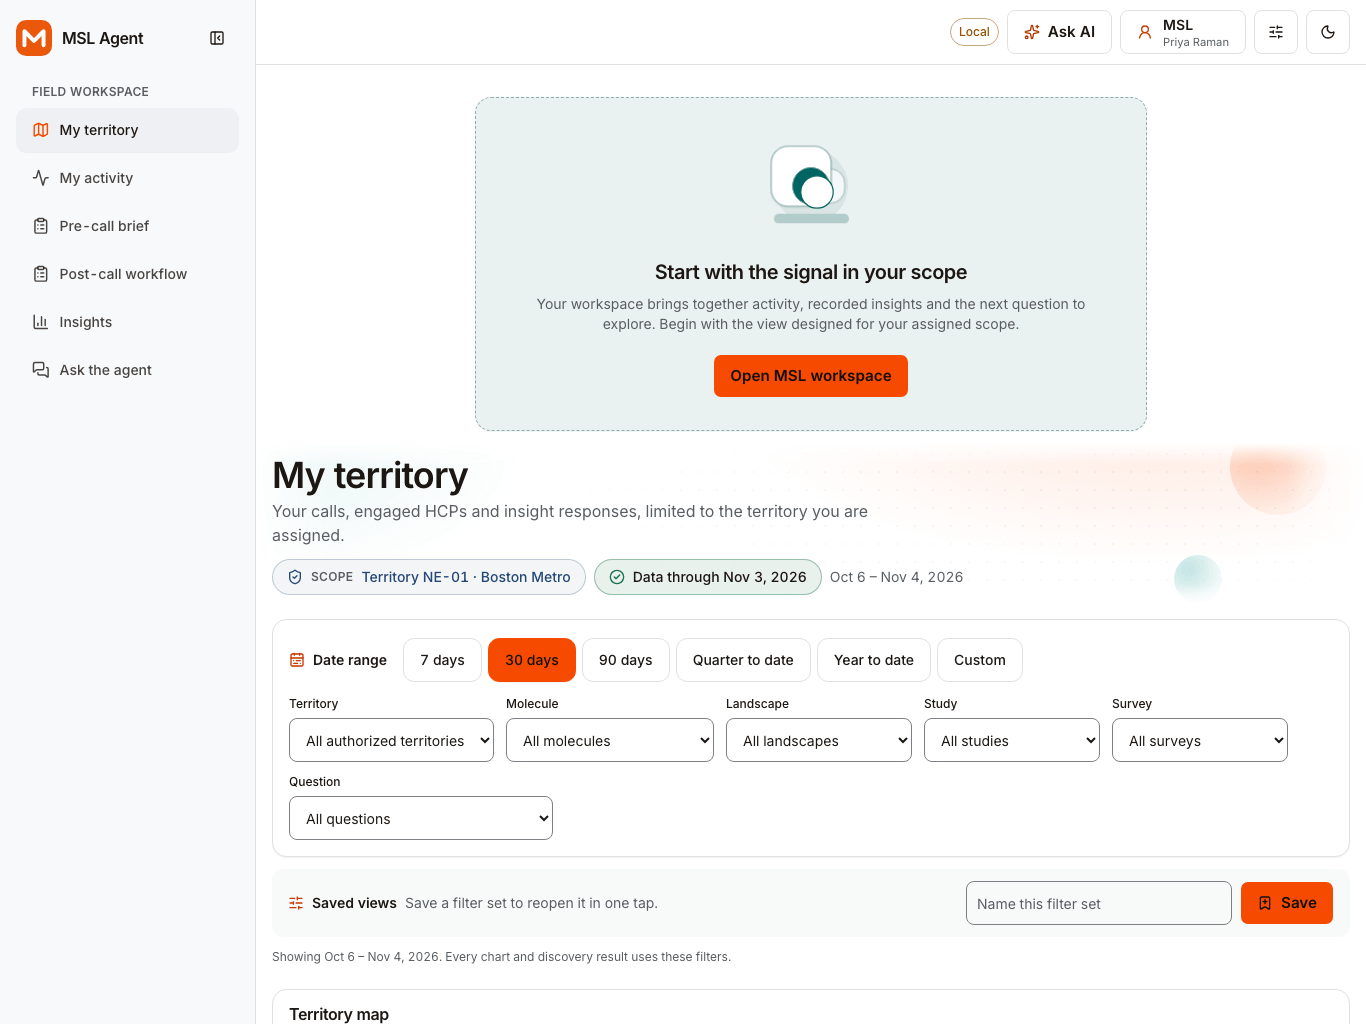 MSL Agent
FIELD WORKSPACE
My territory
My activity
Pre-call brief
Post-call workflow
Insights
Ask the agent
Local
Ask AI
MSL
Priya Raman
Start with the signal in your scope
Your workspace brings together activity, recorded insights and the next question to
explore. Begin with the view designed for your assigned scope.
Open MSL workspace
My territory
Your calls, engaged HCPs and insight responses, limited to the territory you are
assigned.
SCOPE Territory NE-01 · Boston Metro
Data through Nov 3, 2026
Oct 6 – Nov 4, 2026
Date range
7 days
30 days
90 days
Quarter to date
Year to date
Custom
Territory
All authorized territories
Molecule
All molecules
Landscape
All landscapes
Study
All studies
Survey
All surveys
Question
All questions
Saved views
Save a filter set to reopen it in one tap.
Name this filter set
Save
Showing Oct 6 – Nov 4, 2026. Every chart and discovery result uses these filters.
Territory map